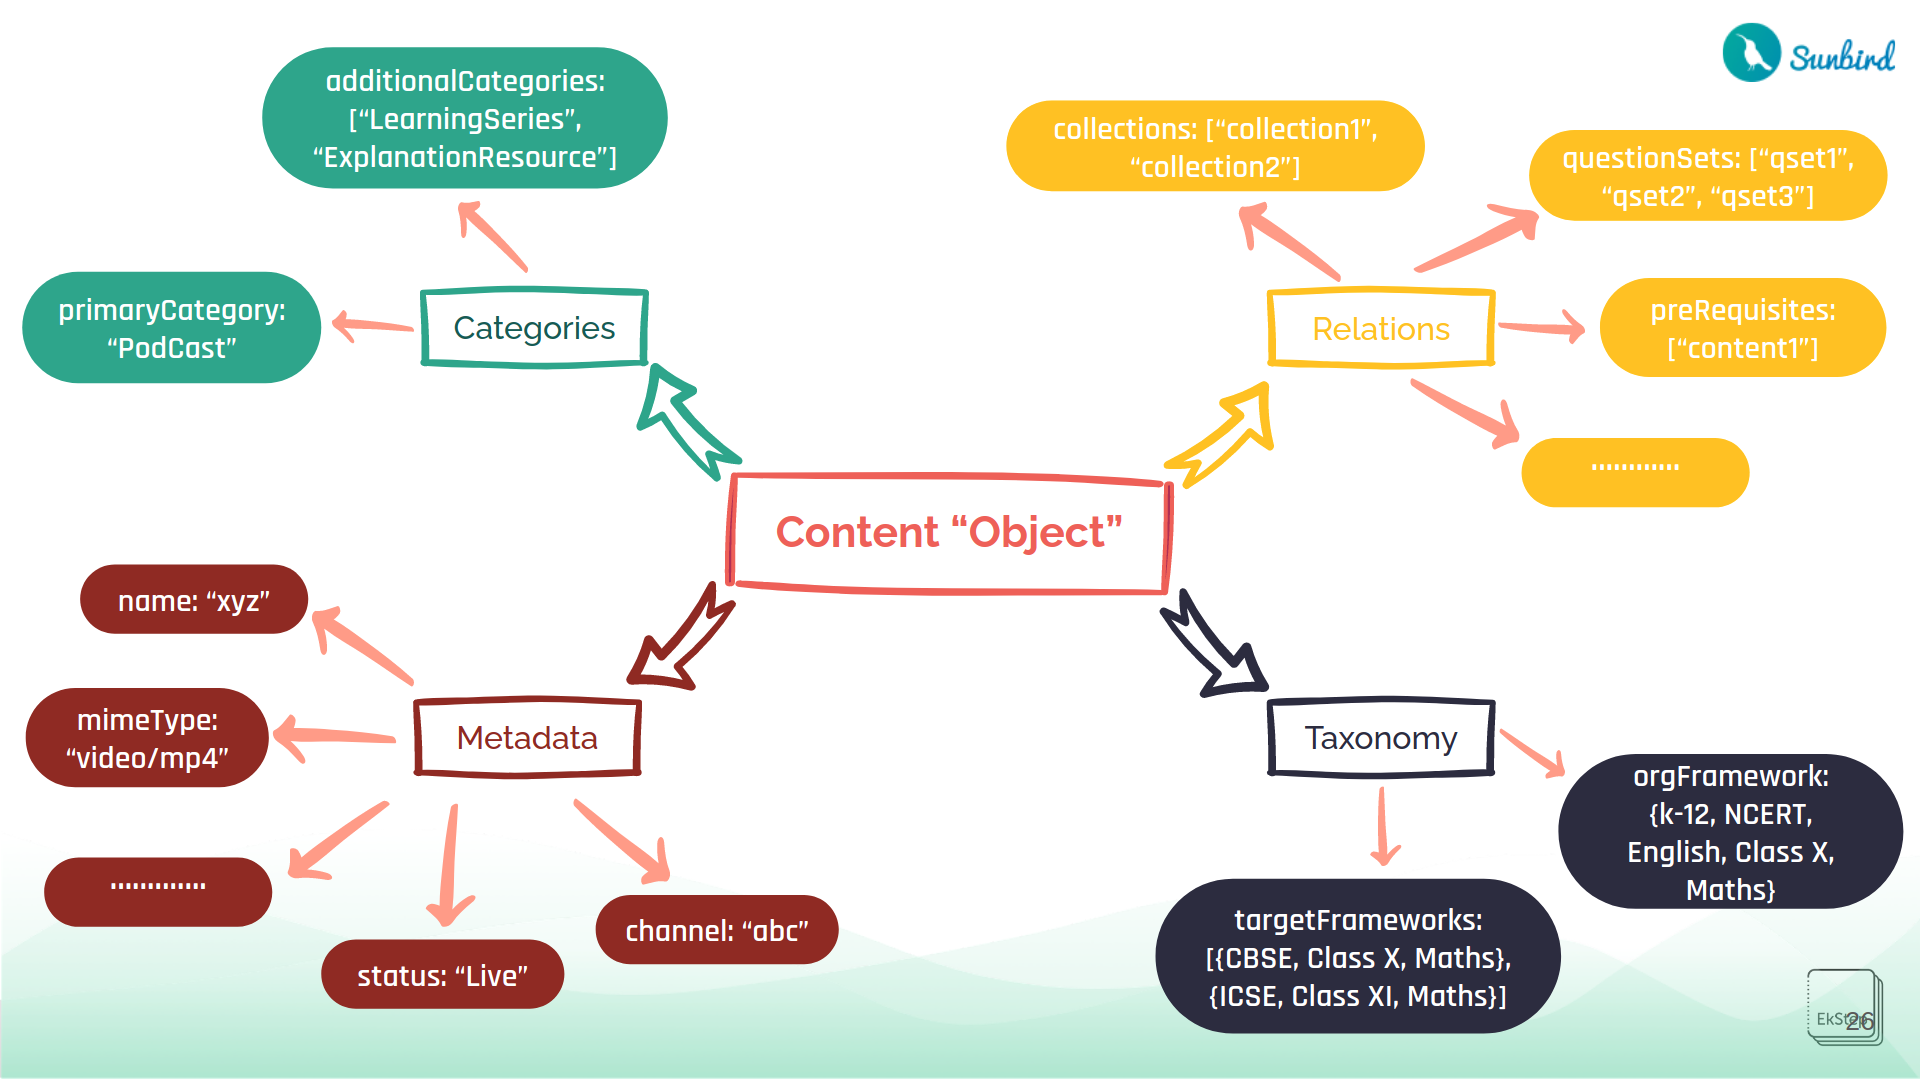 Sunbird
additionalCategories:
[“LearningSeries”,
“ExplanationResource”]
primaryCategory:
“PodCast”
Categories
collections: [“collection1”,
“collection2”]
questionSets: [“qset1”,
“qset2”, “qset3”]
Relations
preRequisites:
[“content1”]
............
Content “Object”
name: “xyz”
mimeType:
“video/mp4”
Metadata
.............
status: “Live”
channel: “abc”
Taxonomy
orgFramework:
{k-12, NCERT,
English, Class X,
Maths}
targetFrameworks:
[{CBSE, Class X, Maths},
{ICSE, Class XI, Maths}]
EkStep
26